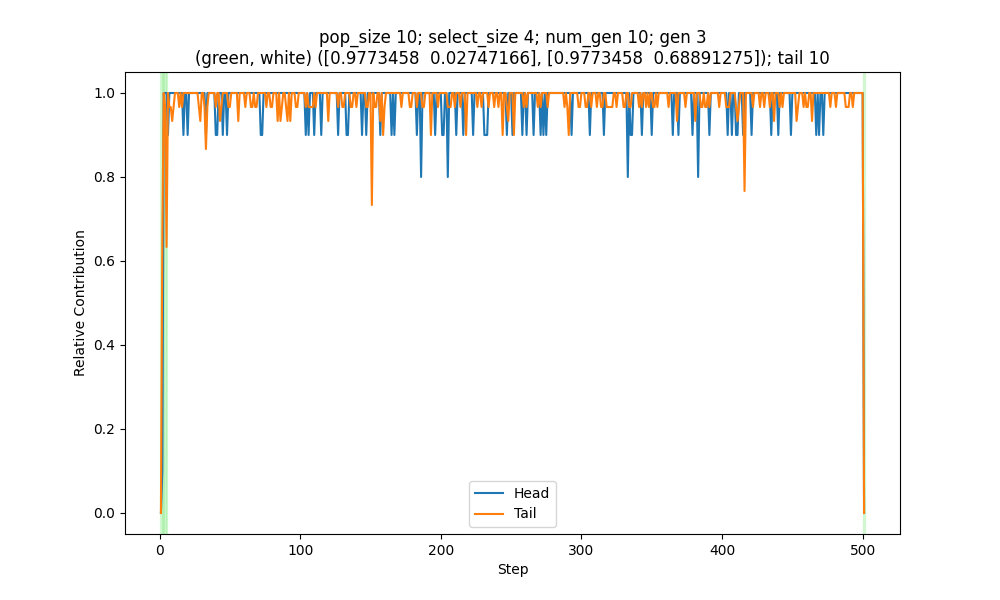 pop_size 10; select_size 4; num_gen 10; gen 3
(green, white) ([0.9773458  0.02747166], [0.9773458  0.68891275]); tail 10
1.0
0.8
0.6
0.4
0.2
0.0
Relative Contribution
Head
Tail
0 100 200 300 400 500
Step